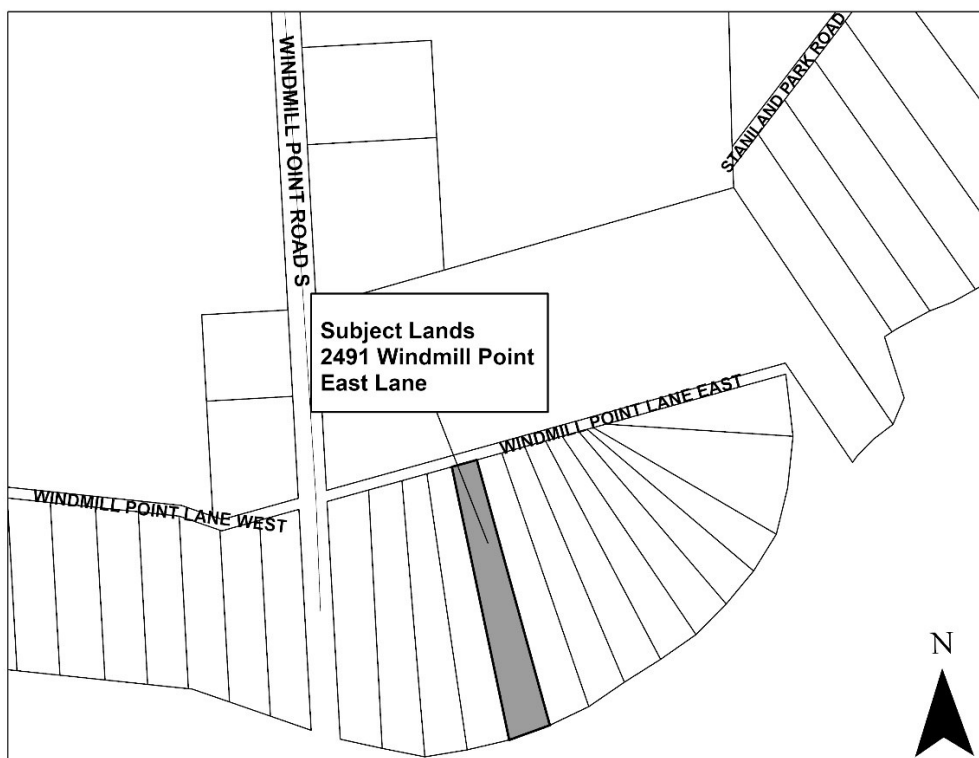 WINDMILL POINT ROAD S
STANILAND PARK ROAD
Subject Lands
2491 Windmill Point
East Lane
WINDMILL POINT LANE EAST
WINDMILL POINT LANE WEST
N